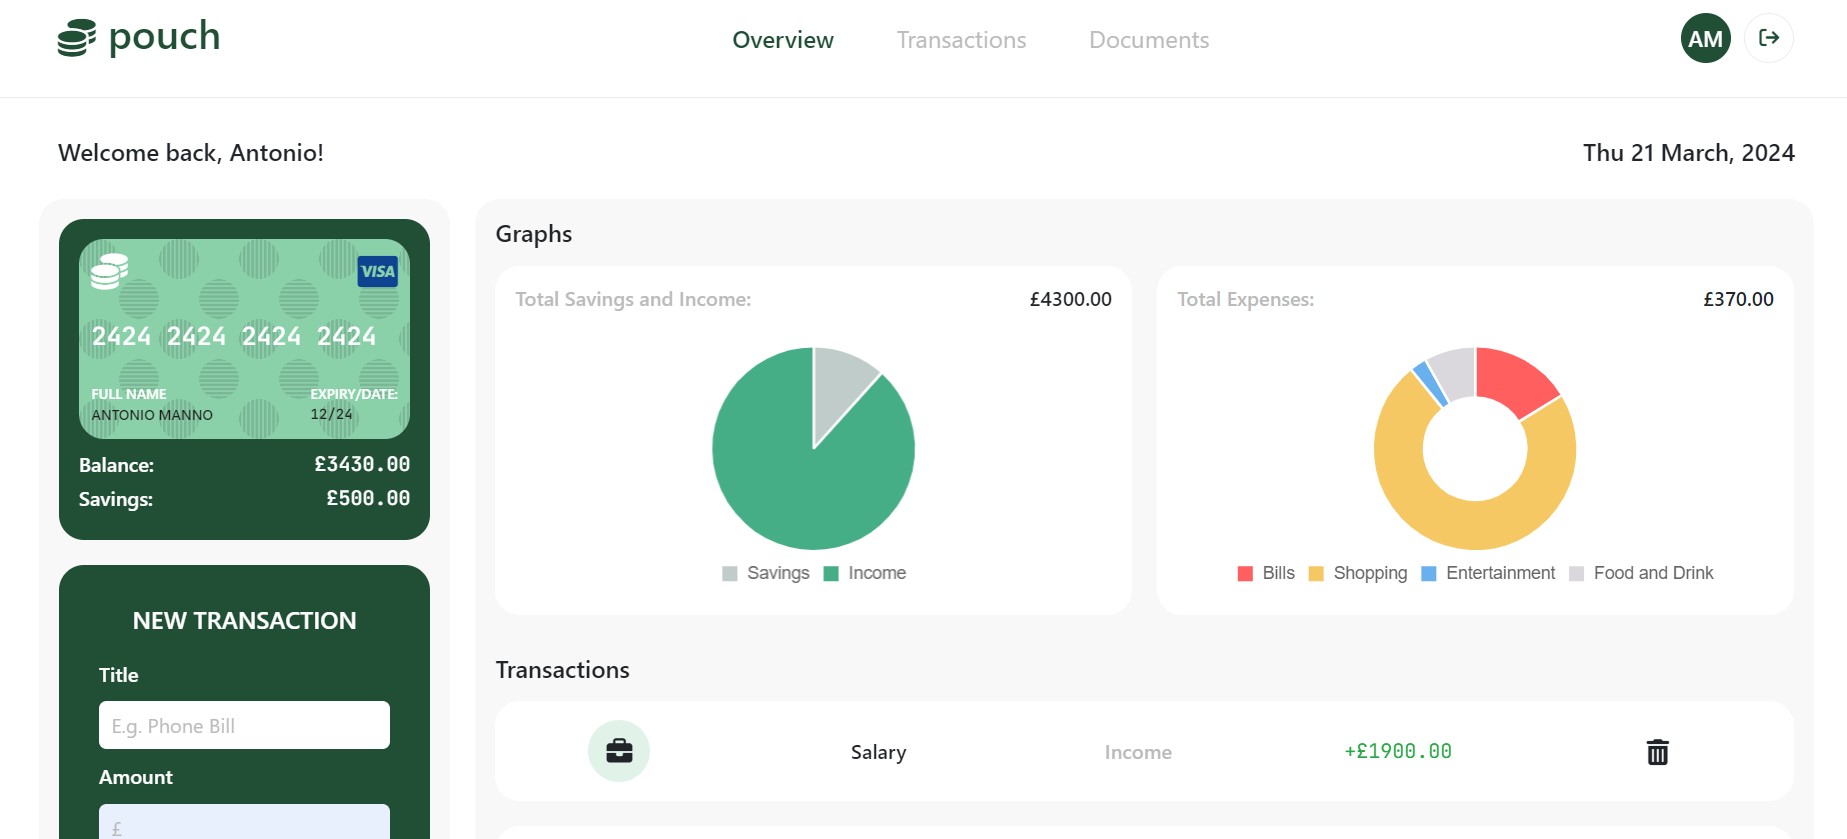 pouch
Overview
Transactions
Documents
AM
Welcome back, Antonio!
Thu 21 March, 2024
VISA
2424 2424 2424 2424
FULL NAME
EXPIRY/DATE:
ANTONIO MANNO
12/24
Balance:
£3430.00
Savings:
£500.00
NEW TRANSACTION
Title
E.g. Phone Bill
Amount
£
Graphs
Total Savings and Income:
£4300.00
Savings
Income
Total Expenses:
£370.00
Bills
Shopping
Entertainment
Food and Drink
Transactions
Salary
Income
+£1900.00